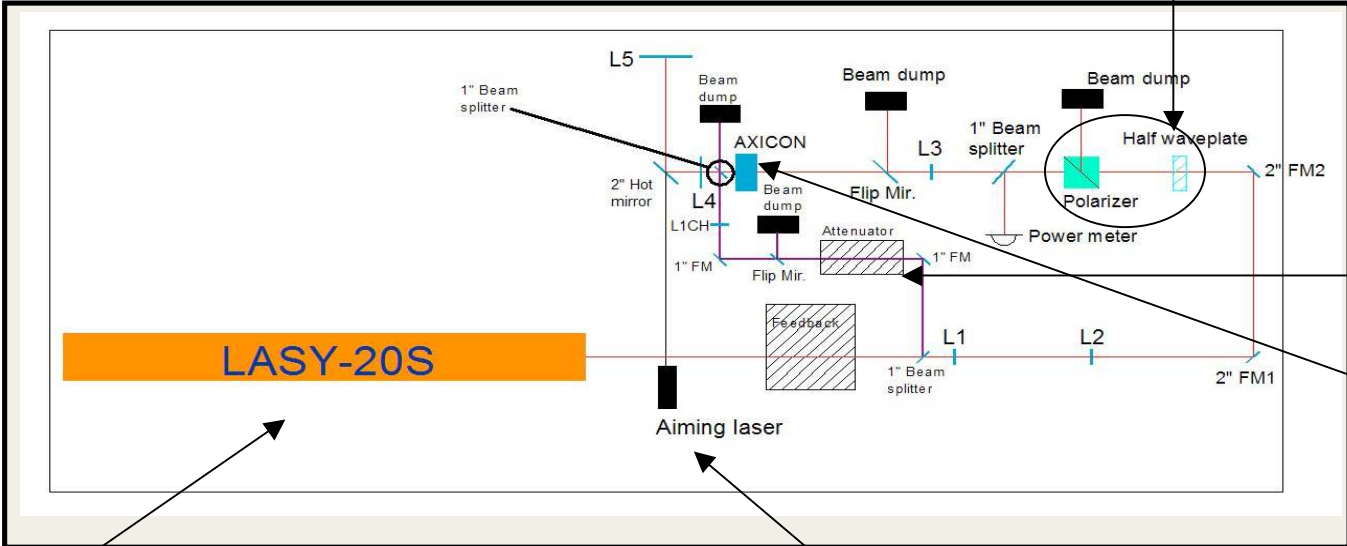 L5
1" Beam
splitter
Beam
dump
Beam dump
Beam dump
AXICON
L3
1" Beam
splitter
Half waveplate
2" Hot
mirror
L4
Beam
dump
Flip Mir.
Polarizer
2" FM2
L1CH
Attenuator
Power meter
1" FM
Flip Mir.
1" FM
Feedback
LASY-20S
L1
L2
1" Beam
splitter
2" FM1
Aiming laser